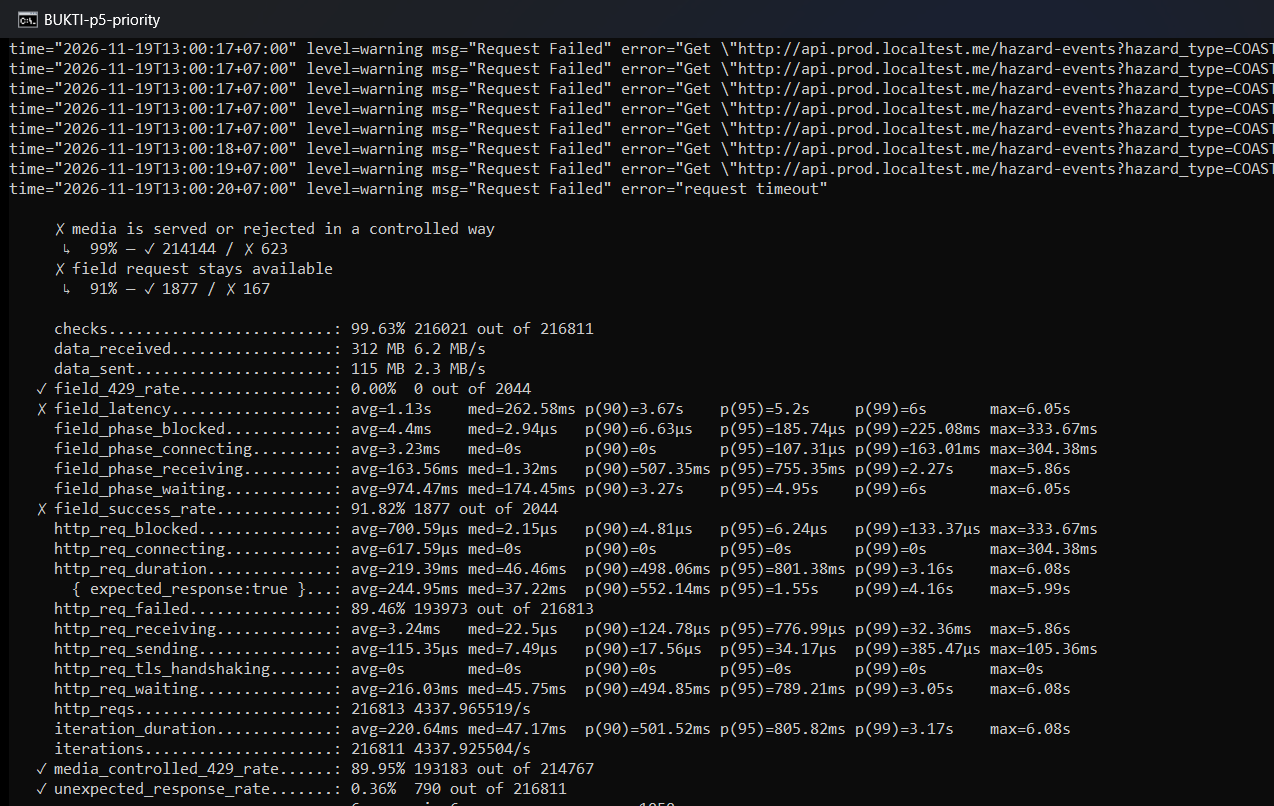 BUKTI-p5-priority
time="2026-11-19T13:00:17+07:00" level=warning msg="Request Failed" error="Get \"http://api.prod.localtest.me/hazard-events?hazard_type=COAST
time="2026-11-19T13:00:17+07:00" level=warning msg="Request Failed" error="Get \"http://api.prod.localtest.me/hazard-events?hazard_type=COAST
time="2026-11-19T13:00:17+07:00" level=warning msg="Request Failed" error="Get \"http://api.prod.localtest.me/hazard-events?hazard_type=COAST
time="2026-11-19T13:00:17+07:00" level=warning msg="Request Failed" error="Get \"http://api.prod.localtest.me/hazard-events?hazard_type=COAST
time="2026-11-19T13:00:17+07:00" level=warning msg="Request Failed" error="Get \"http://api.prod.localtest.me/hazard-events?hazard_type=COAST
time="2026-11-19T13:00:18+07:00" level=warning msg="Request Failed" error="Get \"http://api.prod.localtest.me/hazard-events?hazard_type=COAST
time="2026-11-19T13:00:19+07:00" level=warning msg="Request Failed" error="Get \"http://api.prod.localtest.me/hazard-events?hazard_type=COAST
time="2026-11-19T13:00:20+07:00" level=warning msg="Request Failed" error="request timeout"
✗ media is served or rejected in a controlled way
↳  99% — ✓ 214144 / ✗ 623
✗ field request stays available
↳  91% — ✓ 1877 / ✗ 167
checks.........................: 99.63% 216021 out of 216811
data_received..................: 312 MB 6.2 MB/s
data_sent......................: 115 MB 2.3 MB/s
✓ field_429_rate.................: 0.00%  0 out of 2044
✗ field_latency..................: avg=1.13s    med=262.58ms p(90)=3.67s    p(95)=5.2s     p(99)=6s       max=6.05s
field_phase_blocked............: avg=4.4ms    med=2.94µs   p(90)=6.63µs   p(95)=185.74µs p(99)=225.08ms max=333.67ms
field_phase_connecting.........: avg=3.23ms   med=0s       p(90)=0s       p(95)=107.31µs p(99)=163.01ms max=304.38ms
field_phase_receiving..........: avg=163.56ms med=1.32ms   p(90)=507.35ms p(95)=755.35ms p(99)=2.27s    max=5.86s
field_phase_waiting............: avg=974.47ms med=174.45ms p(90)=3.27s    p(95)=4.95s    p(99)=6s       max=6.05s
✗ field_success_rate.............: 91.82% 1877 out of 2044
http_req_blocked...............: avg=700.59µs med=2.15µs   p(90)=4.81µs   p(95)=6.24µs   p(99)=133.37µs max=333.67ms
http_req_connecting............: avg=617.59µs med=0s       p(90)=0s       p(95)=0s       p(99)=0s       max=304.38ms
http_req_duration..............: avg=219.39ms med=46.46ms  p(90)=498.06ms p(95)=801.38ms p(99)=3.16s    max=6.08s
{ expected_response:true }...: avg=244.95ms med=37.22ms  p(90)=552.14ms p(95)=1.55s    p(99)=4.16s    max=5.99s
http_req_failed................: 89.46% 193973 out of 216813
http_req_receiving.............: avg=3.24ms   med=22.5µs   p(90)=124.78µs p(95)=776.99µs p(99)=32.36ms  max=5.86s
http_req_sending...............: avg=115.35µs med=7.49µs   p(90)=17.56µs  p(95)=34.17µs  p(99)=385.47µs max=105.36ms
http_req_tls_handshaking.......: avg=0s       med=0s       p(90)=0s       p(95)=0s       p(99)=0s       max=0s
http_req_waiting...............: avg=216.03ms med=45.75ms  p(90)=494.85ms p(95)=789.21ms p(99)=3.05s    max=6.08s
http_reqs......................: 216813 4337.965519/s
iteration_duration.............: avg=220.64ms med=47.17ms  p(90)=501.52ms p(95)=805.82ms p(99)=3.17s    max=6.08s
iterations.....................: 216811 4337.925504/s
✓ media_controlled_429_rate......: 89.95% 193183 out of 214767
✓ unexpected_response_rate.......: 0.36%  790 out of 216811